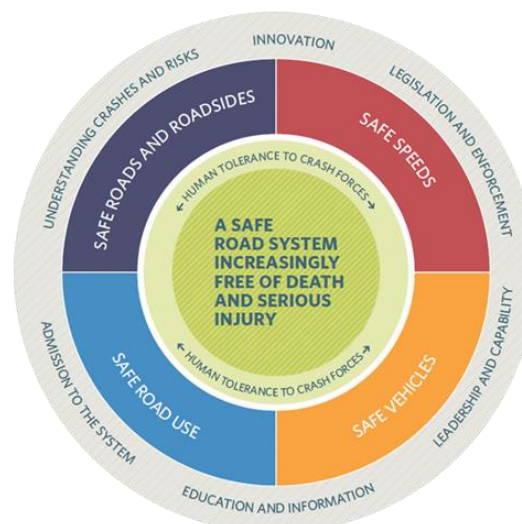 INNOVATION
LEGISLATION AND ENFORCEMENT
LEADERSHIP AND CAPABILITY
EDUCATION AND INFORMATION
ADMISSION TO THE SYSTEM
UNDERSTANDING CRASHES AND RISKS
SAFE ROADS AND ROADSIDES
SAFE SPEEDS
SAFE VEHICLES
SAFE ROAD USE
← HUMAN TOLERANCE TO CRASH FORCES →
A SAFE
ROAD SYSTEM
INCREASINGLY
FREE OF DEATH
AND SERIOUS
INJURY
← HUMAN TOLERANCE TO CRASH FORCES →